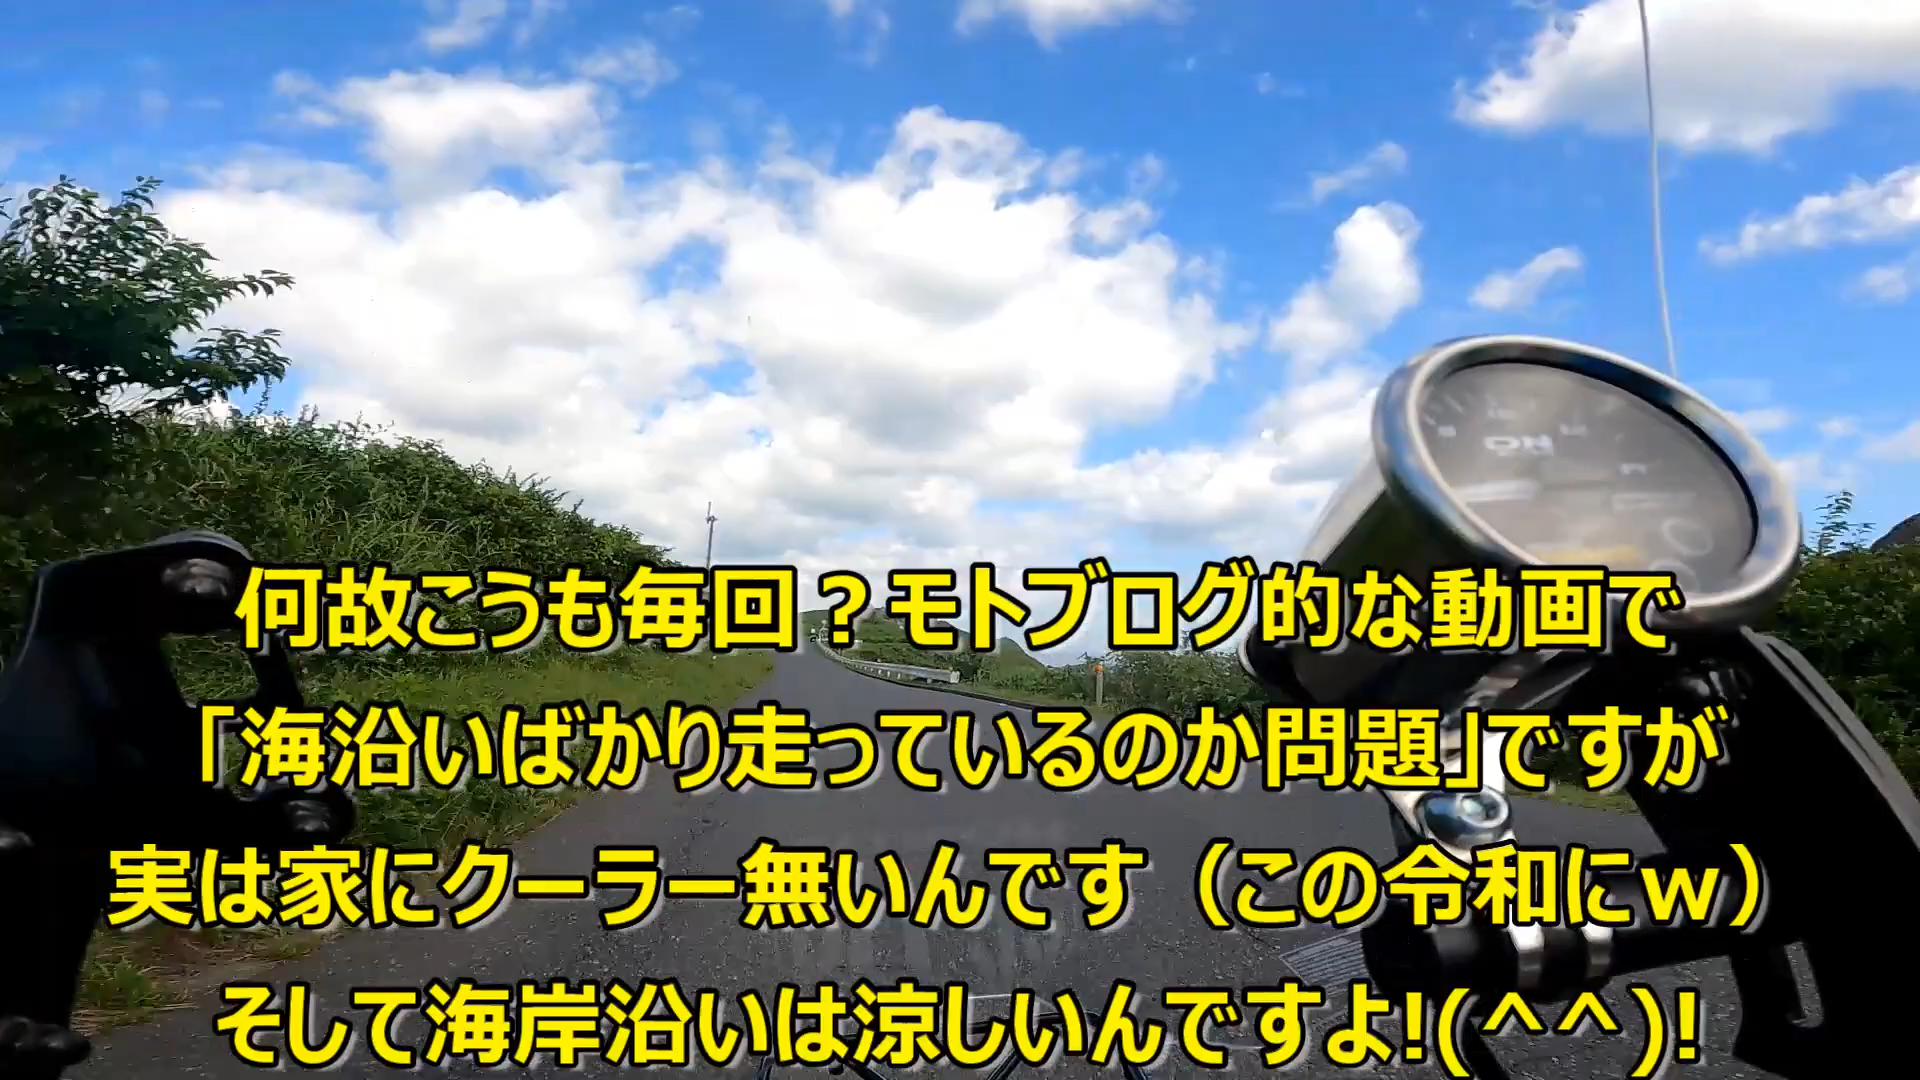 何故こうも毎回？モトブログ的な動画で
「海沿いばかり走っているのか問題」ですが
実は家にクーラー無いんです（この令和にｗ）
そして海岸沿いは涼しいんですよ!(^^)!